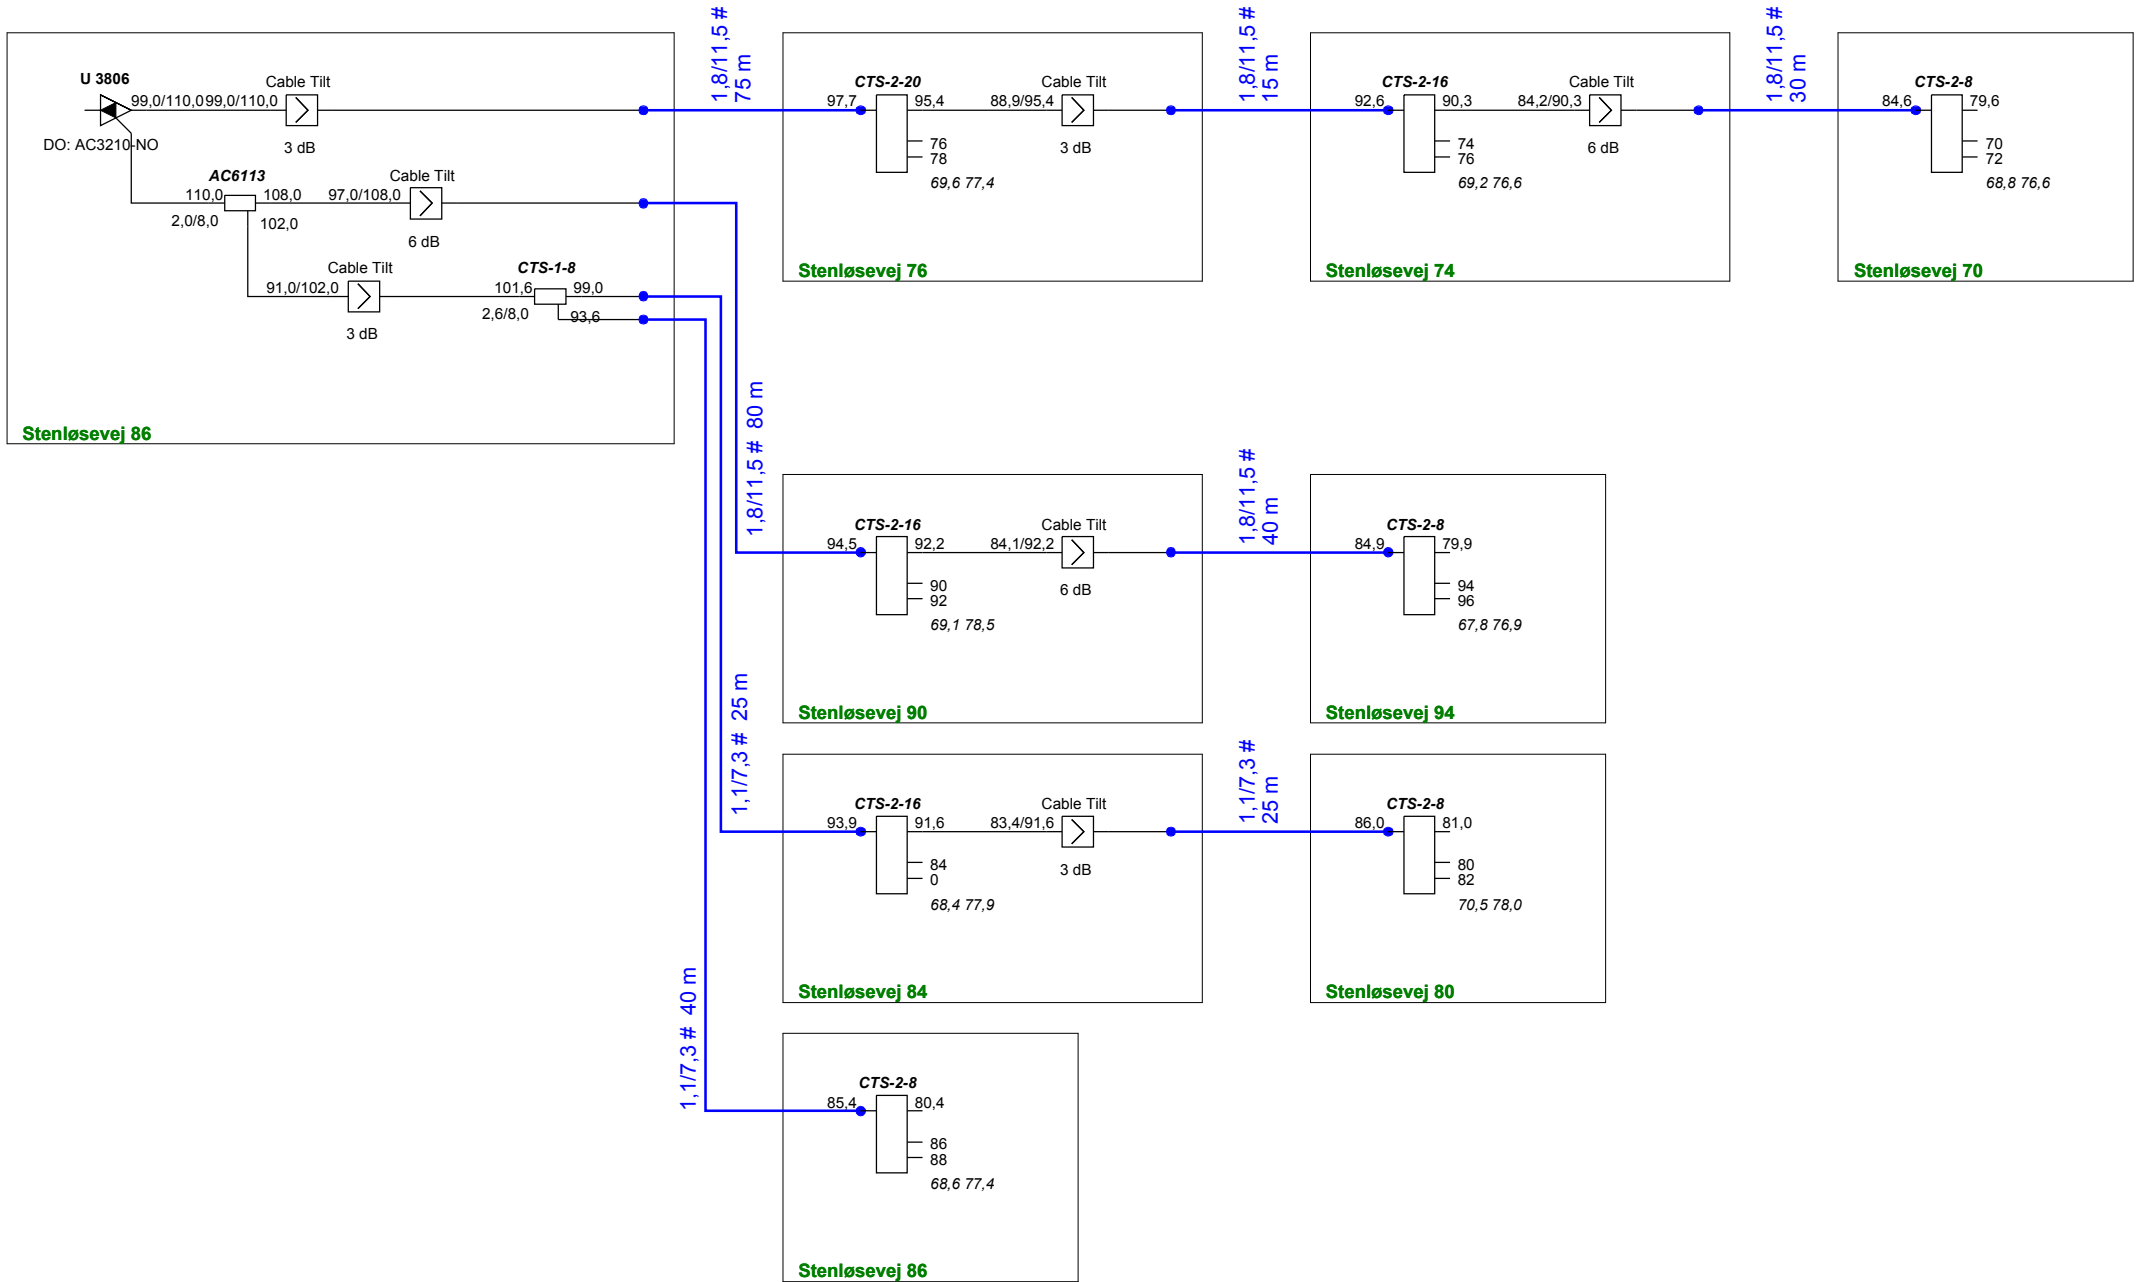 U 3806
99,0/110,0
99,0/110,0
Cable Tilt
3 dB
DO: AC3210-NO
AC6113
110,0
108,0
2,0/8,0
102,0
97,0/108,0
Cable Tilt
6 dB
91,0/102,0
Cable Tilt
3 dB
CTS-1-8
101,6
99,0
2,6/8,0
93,6
Stenløsevej 86
1,8/11,5 #
75 m
CTS-2-20
97,7
95,4
76
78
69,6 77,4
88,9/95,4
Cable Tilt
3 dB
Stenløsevej 76
1,8/11,5 #
15 m
CTS-2-16
92,6
90,3
74
76
69,2 76,6
84,2/90,3
Cable Tilt
6 dB
Stenløsevej 74
1,8/11,5 #
30 m
CTS-2-8
84,6
79,6
70
72
68,8 76,6
Stenløsevej 70
1,8/11,5 # 80 m
CTS-2-16
94,5
92,2
90
92
69,1 78,5
84,1/92,2
Cable Tilt
6 dB
Stenløsevej 90
1,8/11,5 #
40 m
CTS-2-8
84,9
79,9
94
96
67,8 76,9
Stenløsevej 94
1,1/7,3 # 25 m
CTS-2-16
93,9
91,6
84
0
68,4 77,9
83,4/91,6
Cable Tilt
3 dB
Stenløsevej 84
1,1/7,3 #
25 m
CTS-2-8
86,0
81,0
80
82
70,5 78,0
Stenløsevej 80
1,1/7,3 # 40 m
CTS-2-8
85,4
80,4
86
88
68,6 77,4
Stenløsevej 86